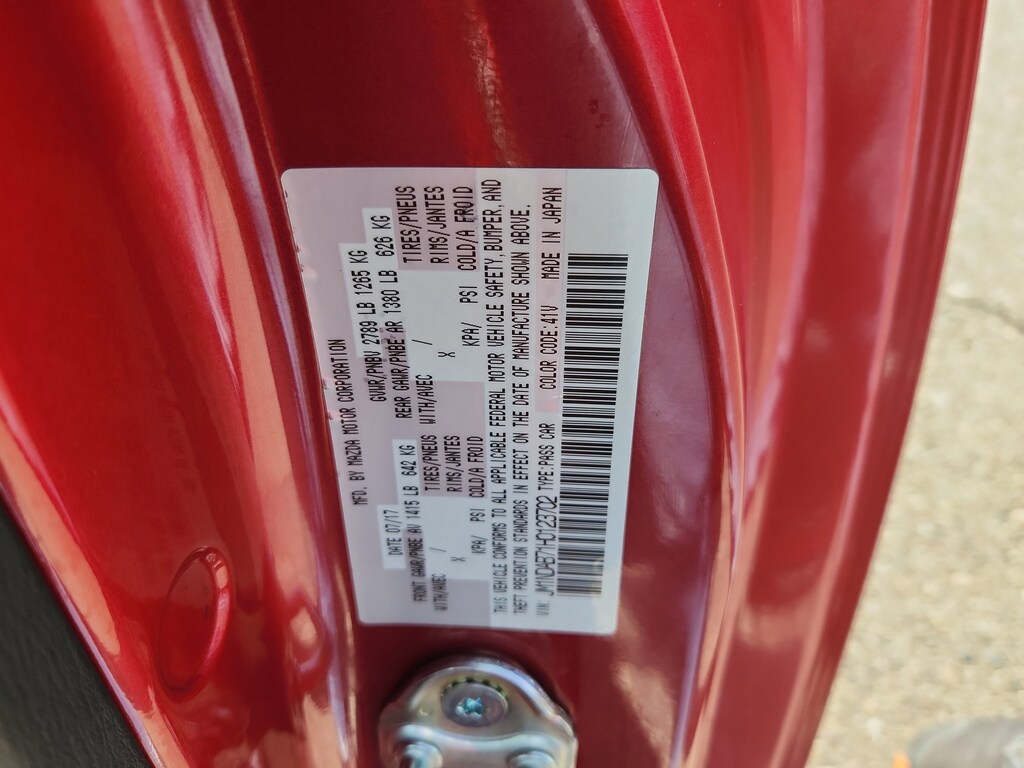 MFD. BY MAZDA MOTOR CORPORATION
DATE 07/17 GVWR/PNBV 2789 LB 1265 KG
FRONT GAWR/PNBE AV 1415 LB 642 KG REAR GAWR/PNBE AR 1380 LB 626 KG
WITH/AVEC / TIRES/PNEUS WITH/AVEC / TIRES/PNEUS
X RIMS/JANTES X RIMS/JANTES
KPA/ PSI COLD/A FROID KPA/ PSI COLD/A FROID
THIS VEHICLE CONFORMS TO ALL APPLICABLE FEDERAL MOTOR VEHICLE SAFETY, BUMPER, AND
THEFT PREVENTION STANDARDS IN EFFECT ON THE DATE OF MANUFACTURE SHOWN ABOVE.
VIN: JM1NDAB71H0123702 TYPE:PASS CAR COLOR CODE:41V MADE IN JAPAN